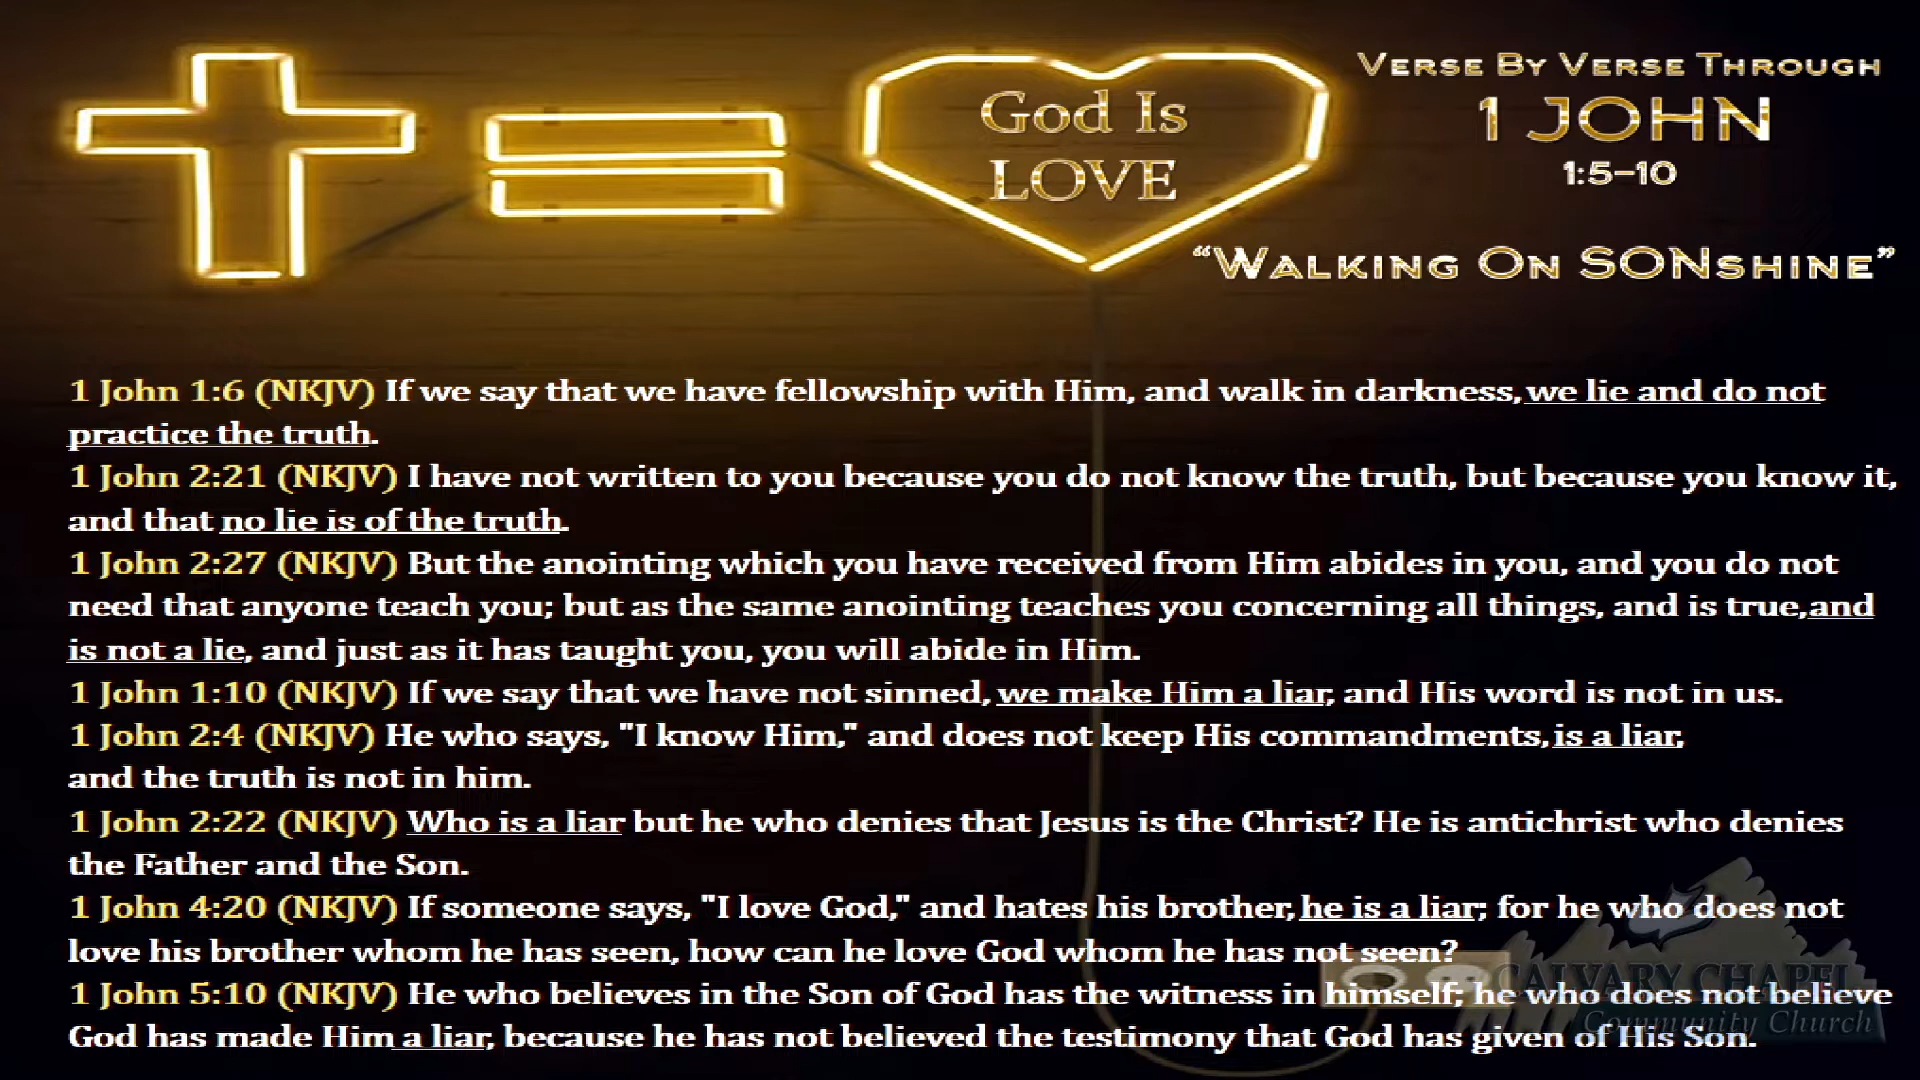 God Is
LOVE
VERSE BY VERSE THROUGH
1 JOHN
1:5-10
“WALKING ON SONSHINE”
1 John 1:6 (NKJV) If we say that we have fellowship with Him, and walk in darkness, we lie and do not
practice the truth.
1 John 2:21 (NKJV) I have not written to you because you do not know the truth, but because you know it,
and that no lie is of the truth.
1 John 2:27 (NKJV) But the anointing which you have received from Him abides in you, and you do not
need that anyone teach you; but as the same anointing teaches you concerning all things, and is true, and
is not a lie, and just as it has taught you, you will abide in Him.
1 John 1:10 (NKJV) If we say that we have not sinned, we make Him a liar, and His word is not in us.
1 John 2:4 (NKJV) He who says, "I know Him," and does not keep His commandments, is a liar,
and the truth is not in him.
1 John 2:22 (NKJV) Who is a liar but he who denies that Jesus is the Christ? He is antichrist who denies
the Father and the Son.
1 John 4:20 (NKJV) If someone says, "I love God," and hates his brother, he is a liar; for he who does not
love his brother whom he has seen, how can he love God whom he has not seen?
1 John 5:10 (NKJV) He who believes in the Son of God has the witness in himself; he who does not believe
God has made Him a liar, because he has not believed the testimony that God has given of His Son.
CALVARY CHAPEL
Community Church